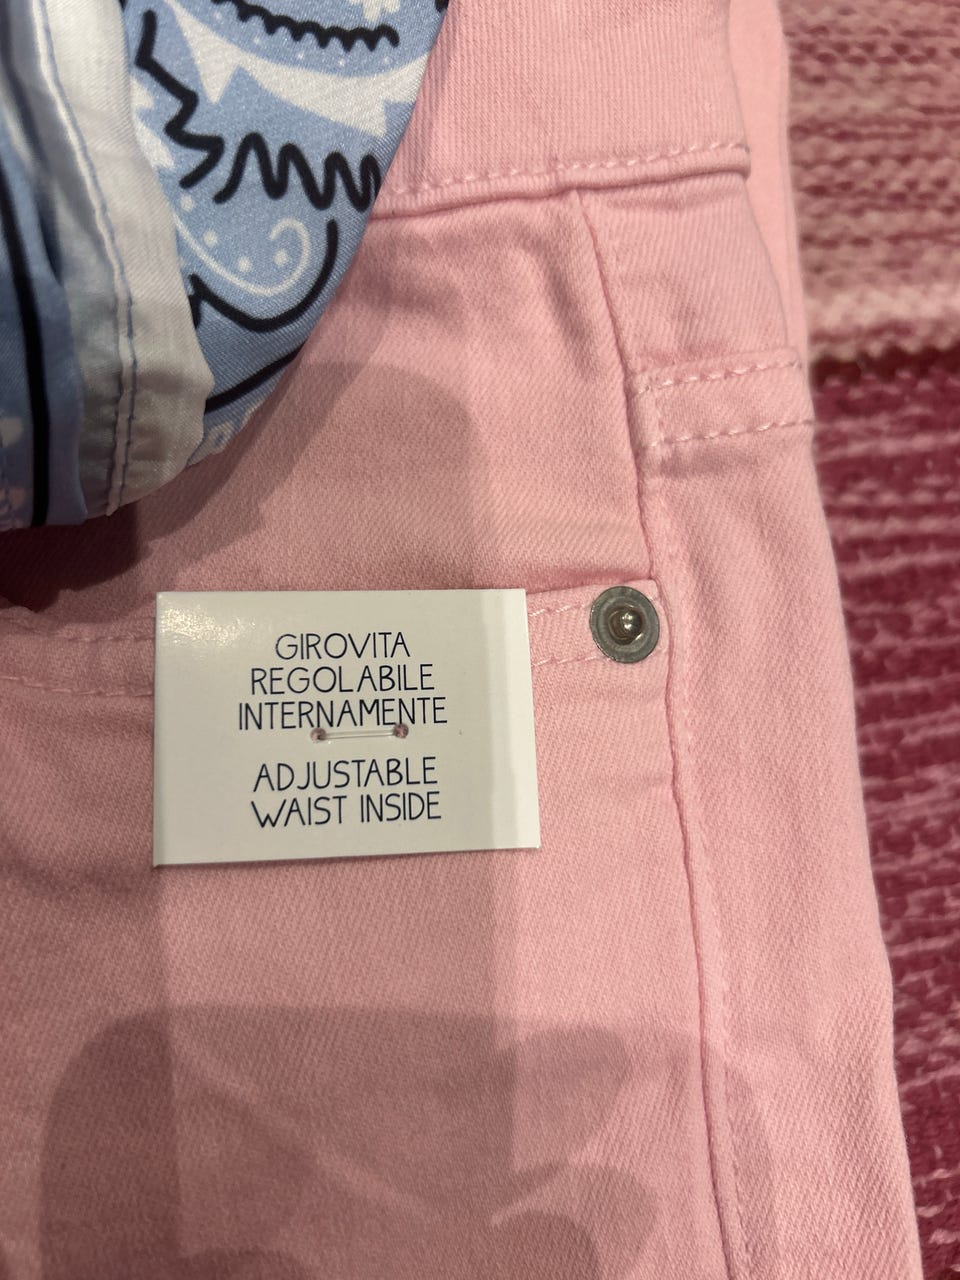 GIROVITA
REGOLABILE
INTERNAMENTE
ADJUSTABLE
WAIST INSIDE